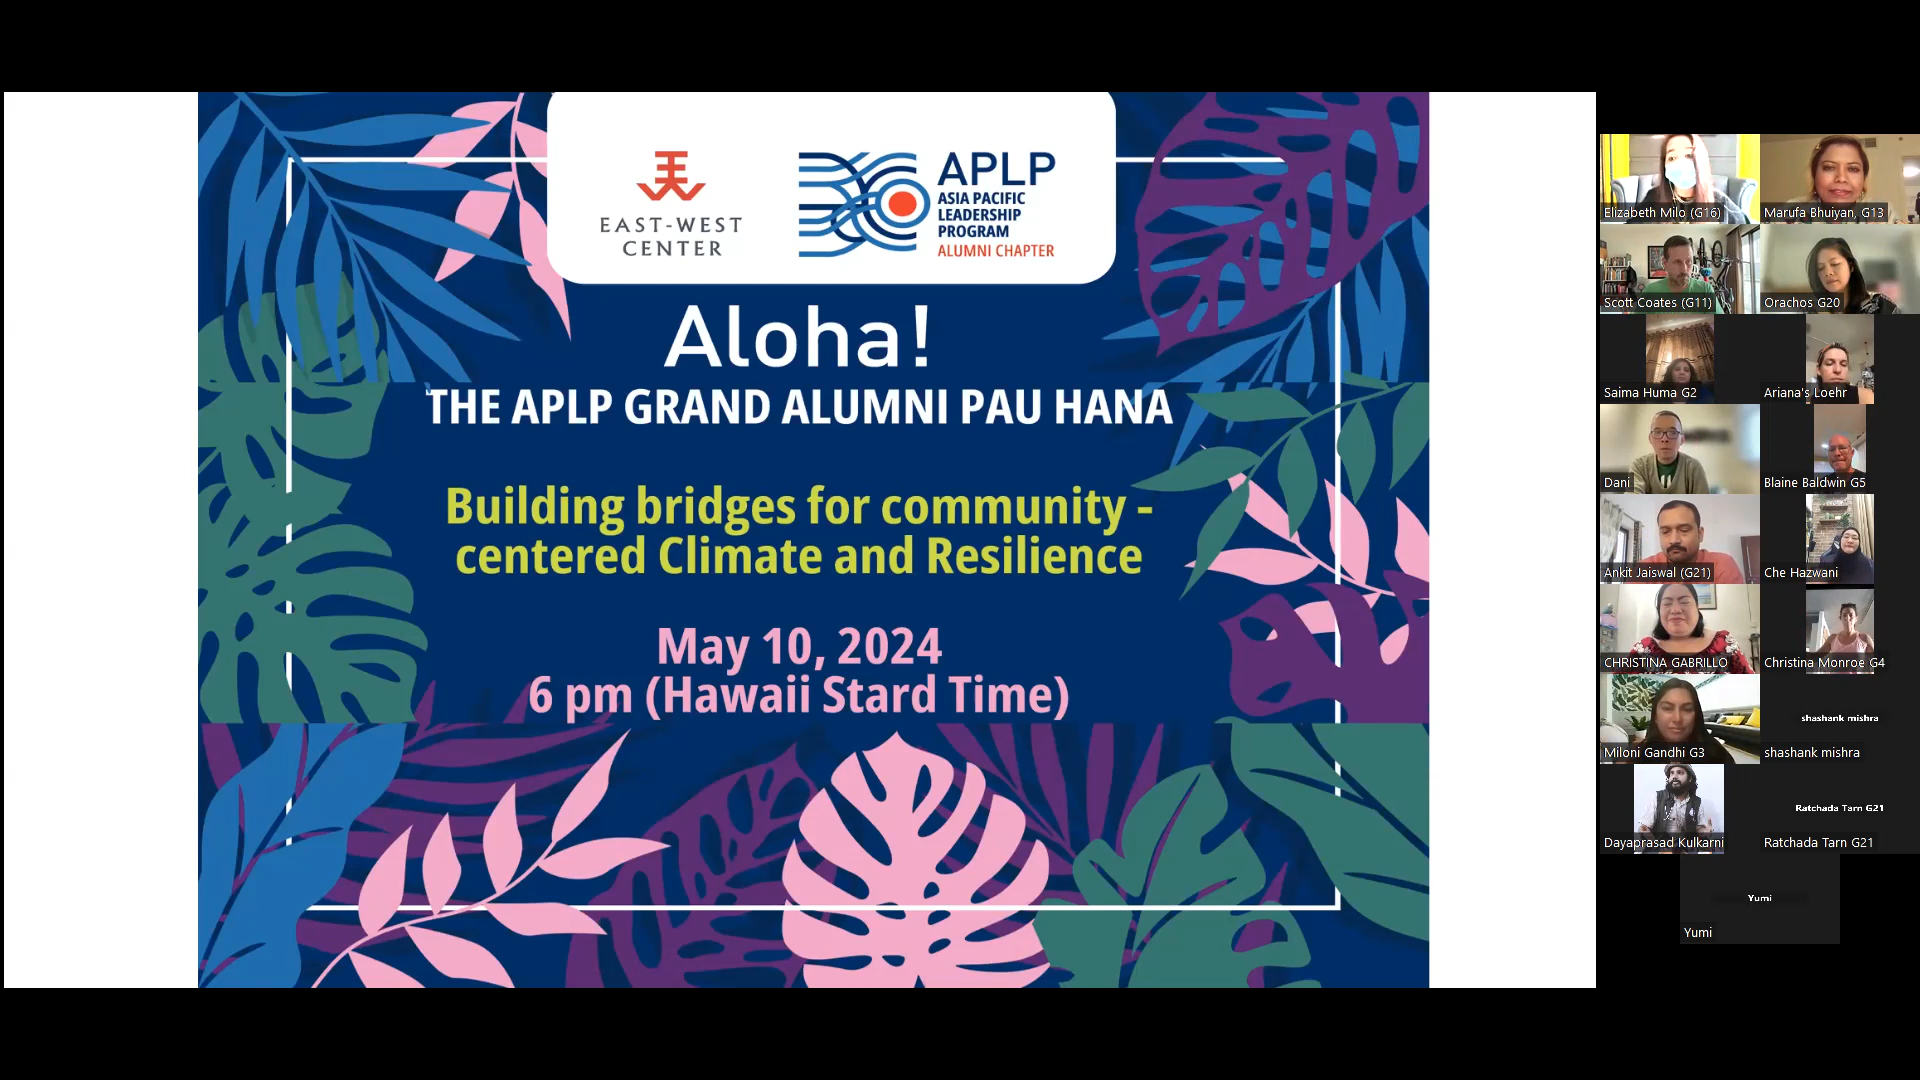 EAST-WEST
CENTER
APLP
ASIA PACIFIC
LEADERSHIP
PROGRAM
ALUMNI CHAPTER
Aloha!
THE APLP GRAND ALUMNI PAU HANA
Building bridges for community -
centered Climate and Resilience
May 10, 2024
6 pm (Hawaii Stard Time)
Elizabeth Milo (G16)
Marufa Bhuiyan, G13
Scott Coates (G11)
Orachos G20
Saima Huma G2
Ariana's Loehr
Dani
Blaine Baldwin G5
Ankit Jaiswal (G21)
Che Hazwani
CHRISTINA GABRILLO
Christina Monroe G4
Miloni Gandhi G3
shashank mishra
shashank mishra
Dayaprasad Kulkarni
Ratchada Tarn G21
Ratchada Tarn G21
Yumi
Yumi